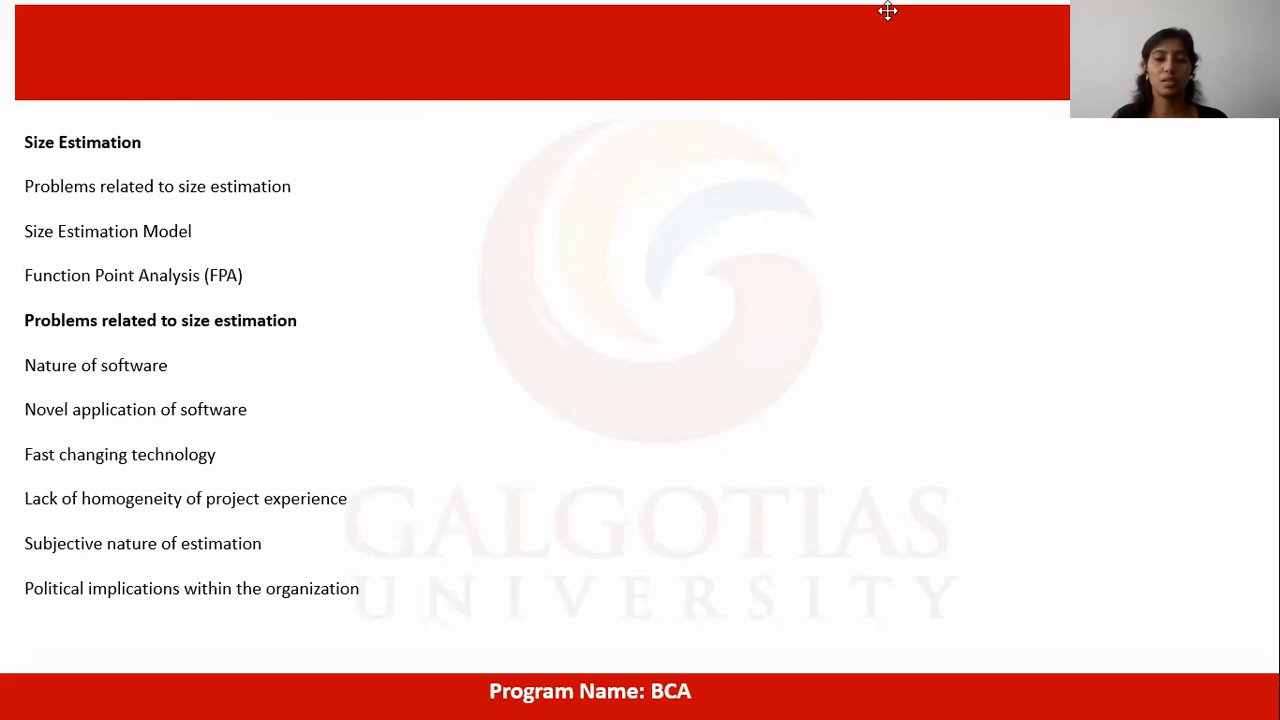 Size Estimation
Problems related to size estimation
Size Estimation Model
Function Point Analysis (FPA)
Problems related to size estimation
Nature of software
Novel application of software
Fast changing technology
Lack of homogeneity of project experience
Subjective nature of estimation
Political implications within the organization
GALGOTIAS
UNIVERSITY
Program Name: BCA